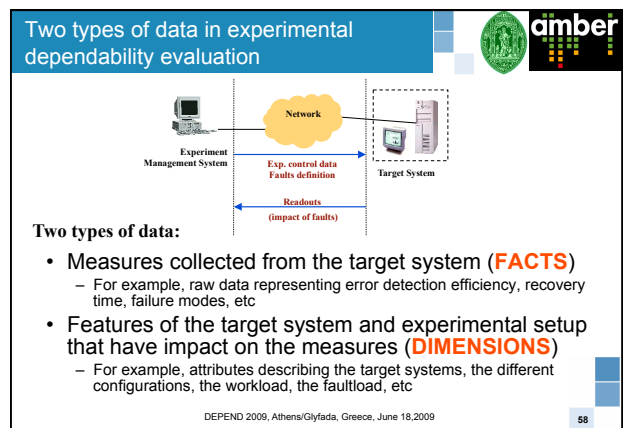 Two types of data in experimental
dependability evaluation
amber
Network
Experiment
Management System
Exp. control data
Faults definition
Target System
Readouts
(impact of faults)
Two types of data:
• Measures collected from the target system (FACTS)
– For example, raw data representing error detection efficiency, recovery
time, failure modes, etc
• Features of the target system and experimental setup
that have impact on the measures (DIMENSIONS)
– For example, attributes describing the target systems, the different
configurations, the workload, the faultload, etc
DEPEND 2009, Athens/Glyfada, Greece, June 18,2009
58